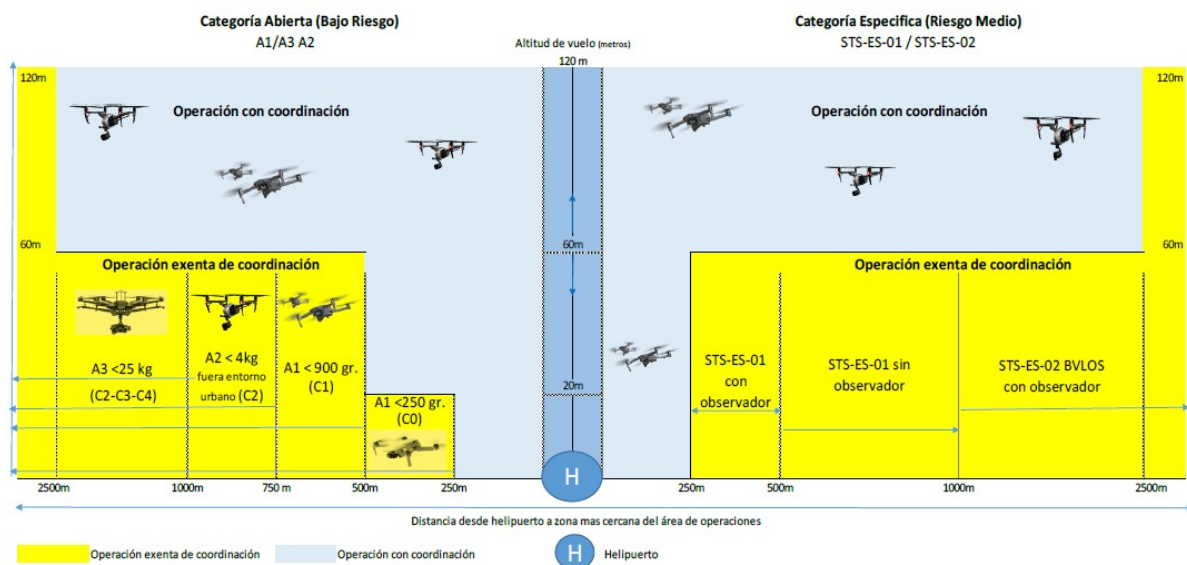 Categoría Abierta (Bajo Riesgo)
A1/A3 A2
Altitud de vuelo (metros)
120 m
Categoría Especifica (Riesgo Medio)
STS-ES-01 / STS-ES-02
120m
Operación con coordinación
Operación con coordinación
120m
60m
60m
60m
Operación exenta de coordinación
Operación exenta de coordinación
A3 <25 kg
(C2-C3-C4)
A2 < 4kg
fuera entorno
urbano (C2)
A1 < 900 gr.
(C1)
A1 <250 gr.
(C0)
20m
STS-ES-01
con
observador
STS-ES-01 sin
observador
STS-ES-02 BVLOS
con observador
H
2500m
1000m
750 m
500m
250m
250m
500m
1000m
2500m
Distancia desde helipuerto a zona mas cercana del área de operaciones
Operación exenta de coordinación
Operación con coordinación
H
Helipuerto